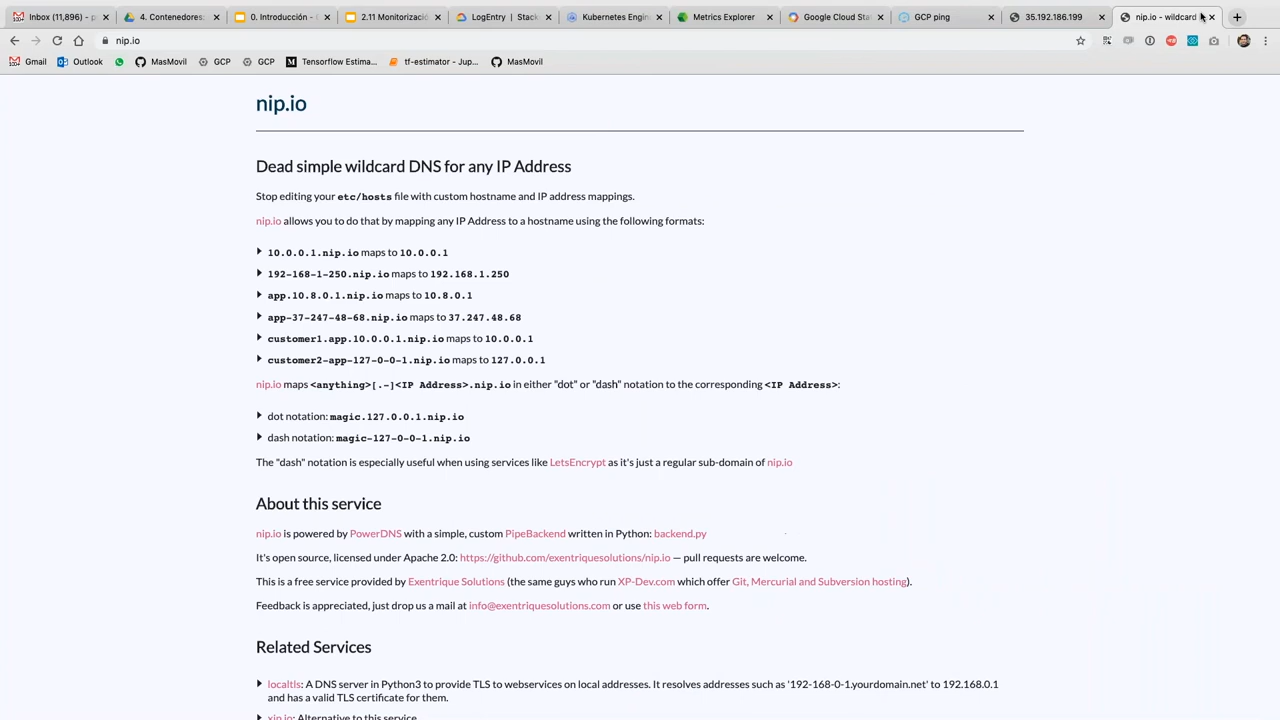 Inbox (11,896) - p
4. Contenedores:
0. Introducción - G
2.11 Monitorizació
LogEntry | Stack
Kubernetes Engin
Metrics Explorer
Google Cloud Sta
GCP ping
35.192.186.199
nip.io - wildcard
nip.io
Gmail
Outlook
MasMovil
GCP
GCP
Tensorflow Estima...
tf-estimator - Jup...
MasMovil
nip.io
Dead simple wildcard DNS for any IP Address
Stop editing your etc/hosts file with custom hostname and IP address mappings.
nip.io allows you to do that by mapping any IP Address to a hostname using the following formats:
10.0.0.1.nip.io maps to 10.0.0.1
192-168-1-250.nip.io maps to 192.168.1.250
app.10.8.0.1.nip.io maps to 10.8.0.1
app-37-247-48-68.nip.io maps to 37.247.48.68
customer1.app.10.0.0.1.nip.io maps to 10.0.0.1
customer2-app-127-0-0-1.nip.io maps to 127.0.0.1
nip.io maps <anything>[.-]<IP Address>.nip.io in either "dot" or "dash" notation to the corresponding <IP Address>:
dot notation: magic.127.0.0.1.nip.io
dash notation: magic-127-0-0-1.nip.io
The "dash" notation is especially useful when using services like LetsEncrypt as it's just a regular sub-domain of nip.io
About this service
nip.io is powered by PowerDNS with a simple, custom PipeBackend written in Python: backend.py
It's open source, licensed under Apache 2.0: https://github.com/exentriquesolutions/nip.io — pull requests are welcome.
This is a free service provided by Exentrique Solutions (the same guys who run XP-Dev.com which offer Git, Mercurial and Subversion hosting).
Feedback is appreciated, just drop us a mail at info@exentriquesolutions.com or use this web form.
Related Services
localtls: A DNS server in Python3 to provide TLS to webservices on local addresses. It resolves addresses such as '192-168-0-1.yourdomain.net' to 192.168.0.1
and has a valid TLS certificate for them.
xip.io: Alternative to this service